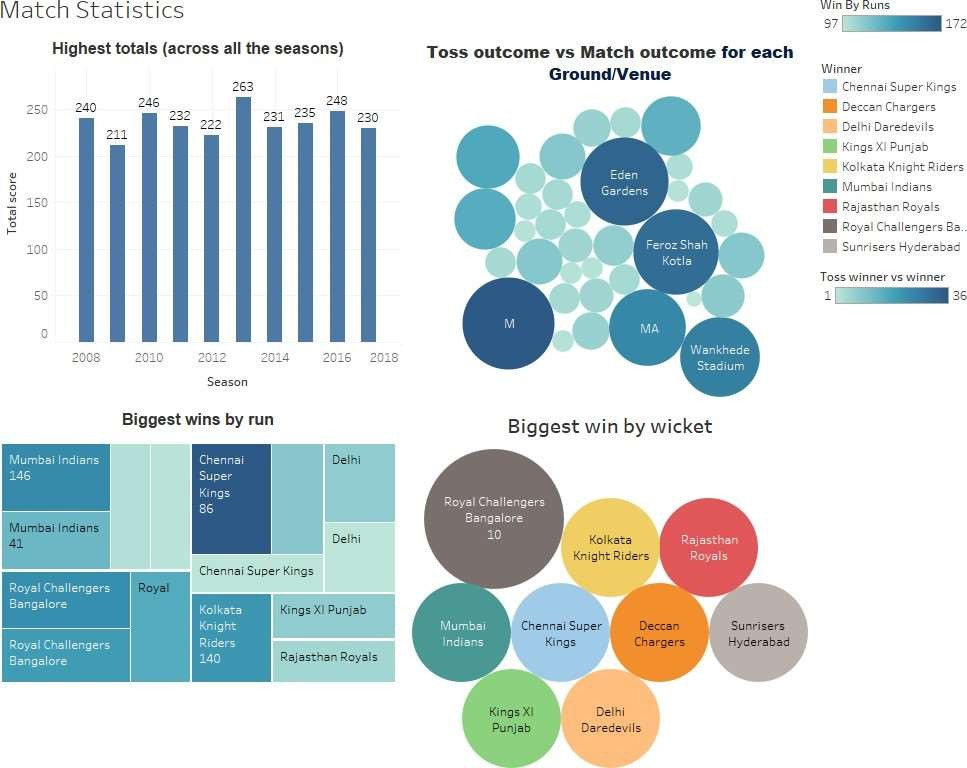 Match Statistics
Highest totals (across all the seasons)
Total score
250
200
150
100
50
0
240
211
246
232
222
263
231
235
248
230
2008
2010
2012
2014
2016
2018
Season
Toss outcome vs Match outcome for each
Ground/Venue
Eden
Gardens
Feroz Shah
Kotla
M
MA
Wankhede
Stadium
Win By Runs
97
172
Winner
Chennai Super Kings
Deccan Chargers
Delhi Daredevils
Kings XI Punjab
Kolkata Knight Riders
Mumbai Indians
Rajasthan Royals
Royal Challengers Ba..
Sunrisers Hyderabad
Toss winner vs winner
1
36
Biggest wins by run
Mumbai Indians
146
Mumbai Indians
41
Royal Challengers
Bangalore
Royal Challengers
Bangalore
Royal
Chennai
Super
Kings
86
Chennai Super Kings
Delhi
Delhi
Kolkata
Knight
Riders
140
Kings XI Punjab
Rajasthan Royals
Biggest win by wicket
Royal Challengers
Bangalore
10
Kolkata
Knight Riders
Rajasthan
Royals
Mumbai
Indians
Chennai Super
Kings
Deccan
Chargers
Sunrisers
Hyderabad
Kings XI
Punjab
Delhi
Daredevils